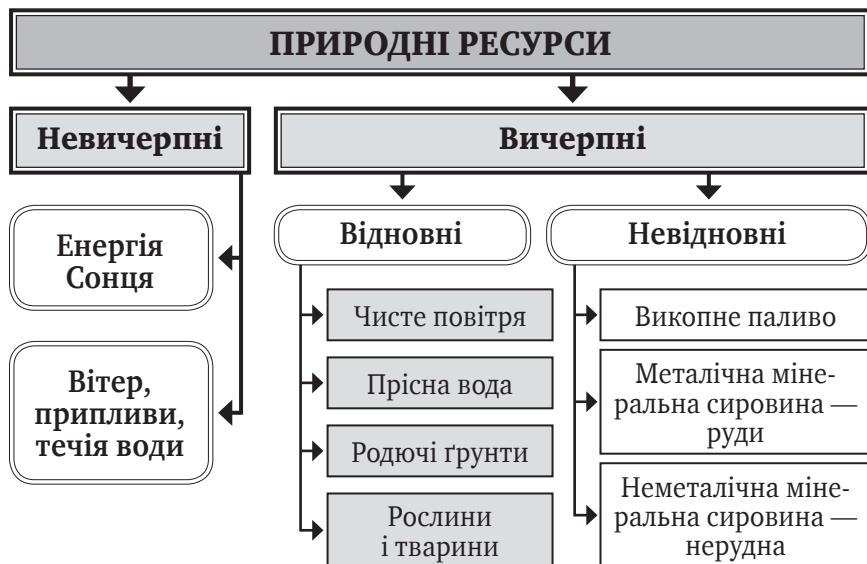 ПРИРОДНІ РЕСУРСИ
Невичерпні
Вичерпні
Енергія
Сонця
Вітер,
припливи,
течія води
Відновні
Чисте повітря
Прісна вода
Родючі ґрунти
Рослини
і тварини
Невідновні
Викопне паливо
Металічна міне-
ральна сировина —
руди
Неметалічна міне-
ральна сировина —
нерудна